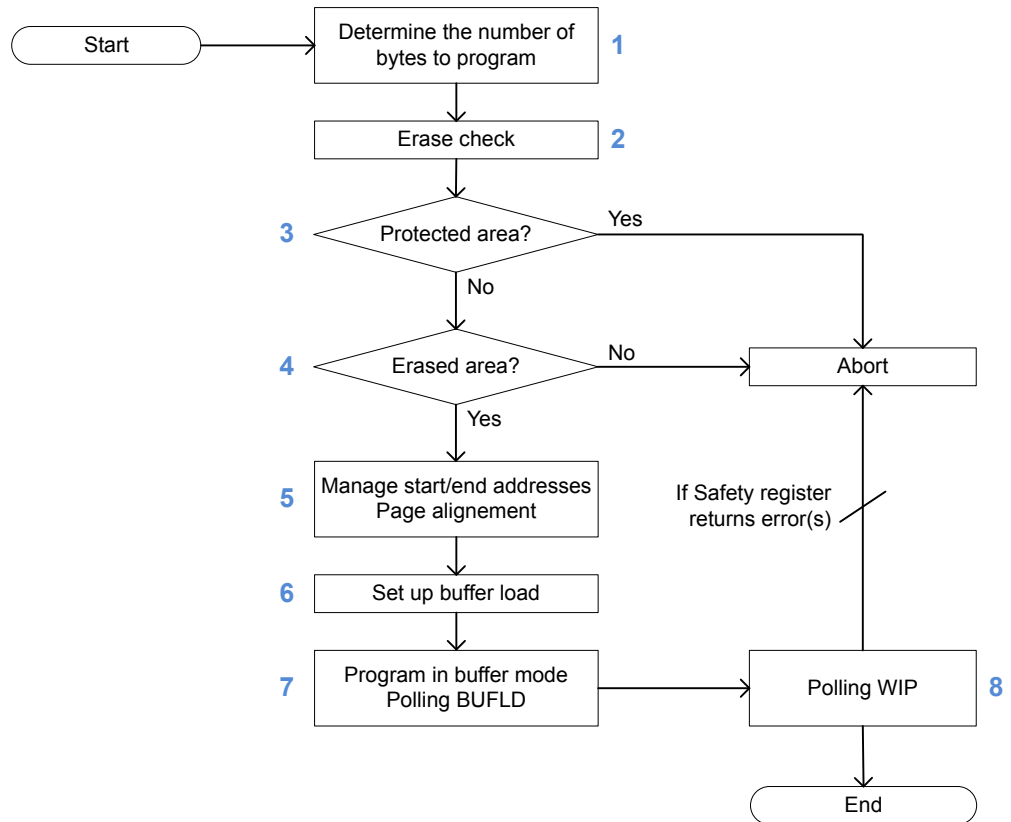 Start
Determine the number of
bytes to program
1
Erase check
2
3
Protected area?
Yes
No
4
Erased area?
No
Abort
Yes
5
Manage start/end addresses
Page alignement
If Safety register
returns error(s)
6
Set up buffer load
7
Program in buffer mode
Polling BUFLD
Polling WIP
8
End